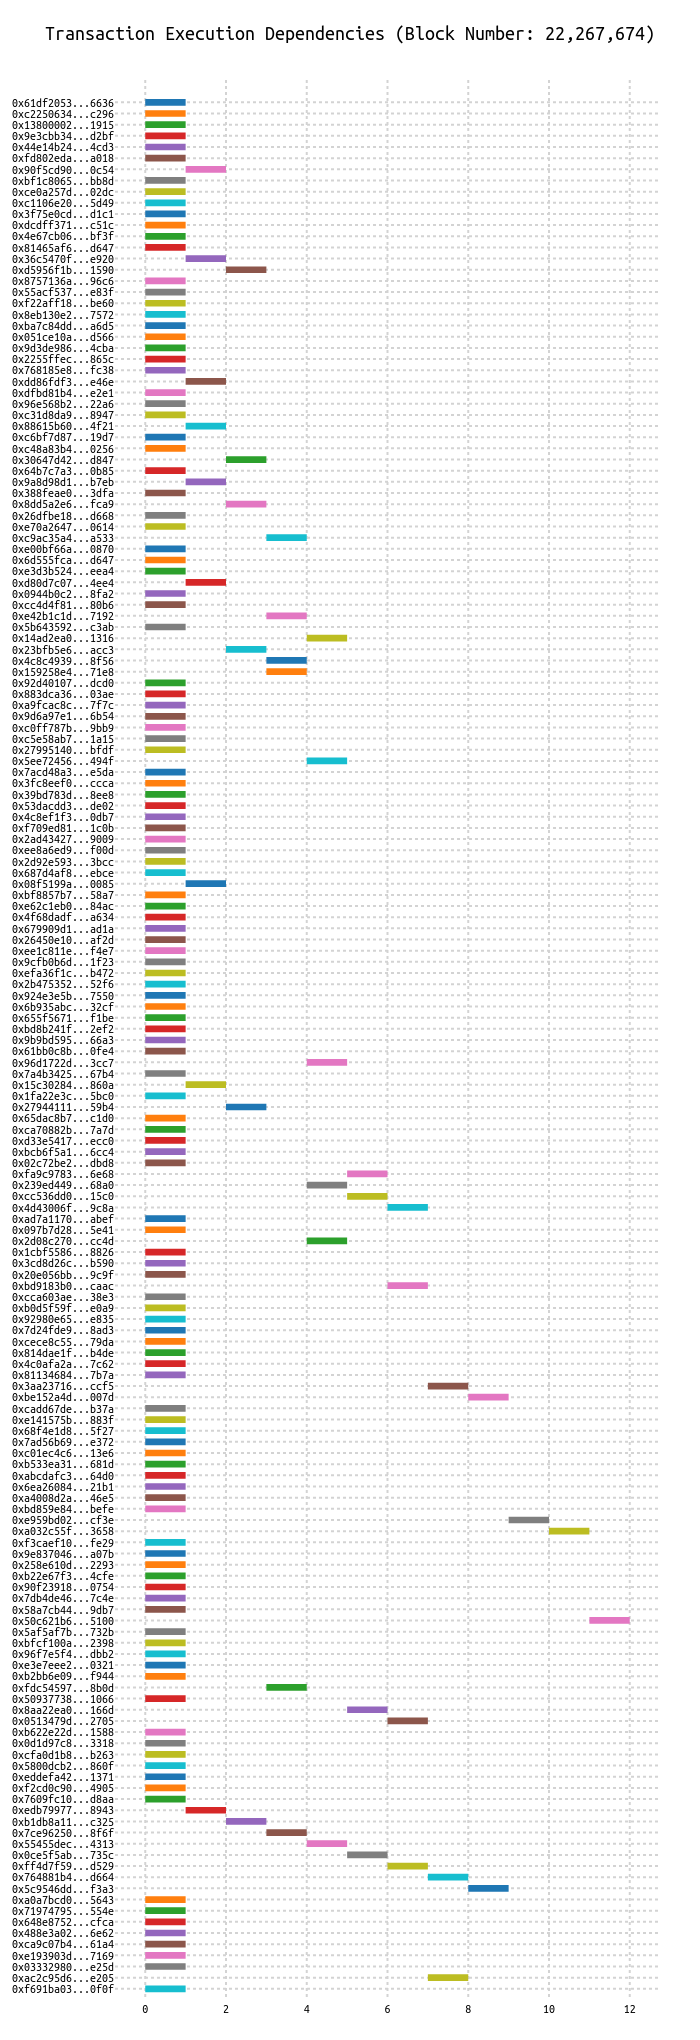 Transaction Execution Dependencies (Block Number: 22,267,674)
0x61df2053...6636
0xc2250634...c296
0x13800002...1915
0x9e3cbb34...d2bf
0x44e14b24...4cd3
0xfd802eda...a018
0x90f5cd90...0c54
0xbf1c8065...bb8d
0xce0a257d...02dc
0xc1106e20...5d49
0x3f75e0cd...d1c1
0xdcdff371...c51c
0x4e67cb06...bf3f
0x81465af6...d647
0x36c5470f...e920
0xd5956f1b...1590
0x8757136a...96c6
0x55acf537...e83f
0xf22aff18...be60
0x8eb130e2...7572
0xba7c84dd...a6d5
0x051ce10a...d566
0x9d3de986...4cba
0x2255ffec...865c
0x768185e8...fc38
0xdd86fdf3...e46e
0xdfbd81b4...e2e1
0x96e568b2...22a6
0xc31d8da9...8947
0x88615b60...4f21
0xc6bf7d87...19d7
0xc48a83b4...0256
0x30647d42...d847
0x64b7c7a3...0b85
0x9a8d98d1...b7eb
0x388feae0...3dfa
0x8dd5a2e6...fca9
0x26dfbe18...d668
0xe70a2647...0614
0xc9ac35a4...a533
0xe00bf66a...0870
0x6d555fca...d647
0xe3d3b524...eea4
0xd80d7c07...4ee4
0x0944b0c2...8fa2
0xcc4d4f81...80b6
0xe42b1c1d...7192
0x5b643592...c3ab
0x14ad2ea0...1316
0x23bfb5e6...acc3
0x4c8c4939...8f56
0x159258e4...71e8
0x92d40107...dcd0
0x883dca36...03ae
0xa9fcac8c...7f7c
0x9d6a97e1...6b54
0xc0ff787b...9bb9
0xc5e58ab7...1a15
0x27995140...bfdf
0x5ee72456...494f
0x7acd48a3...e5da
0x3fc8eef0...ccca
0x39bd783d...8ee8
0x53dacdd3...de02
0x4c8ef1f3...0db7
0xf709ed81...1c0b
0x2ad43427...9009
0xee8a6ed9...f00d
0x2d92e593...3bcc
0x687d4af8...ebce
0x08f5199a...0085
0xbf8857b7...58a7
0xe62c1eb0...84ac
0x4f68dadf...a634
0x679909d1...ad1a
0x26450e10...af2d
0xee1c811e...f4e7
0x9cfb0b6d...1f23
0xefa36f1c...b472
0x2b475352...52f6
0x924e3e5b...7550
0x6b935abc...32cf
0x655f5671...f1be
0xbd8b241f...2ef2
0x9b9bd595...66a3
0x61bb0c8b...0fe4
0x96d1722d...3cc7
0x7a4b3425...67b4
0x15c30284...860a
0x1fa22e3c...5bc0
0x27944111...59b4
0x65dac8b7...c1d0
0xca70882b...7a7d
0xd33e5417...ecc0
0xbcb6f5a1...6cc4
0x02c72be2...dbd8
0xfa9c9783...6e68
0x239ed449...68a0
0xcc536dd0...15c0
0x4d43006f...9c8a
0xad7a1170...abef
0x097b7d28...5e41
0x2d08c270...cc4d
0x1cbf5586...8826
0x3cd8d26c...b590
0x20e056bb...9c9f
0xbd9183b0...caac
0xcca603ae...38e3
0xb0d5f59f...e0a9
0x92980e65...e835
0x7d24fde9...8ad3
0xcece8c55...79da
0x814dae1f...b4de
0x4c0afa2a...7c62
0x81134684...7b7a
0x3aa23716...ccf5
0xbe152a4d...007d
0xcadd67de...b37a
0xe141575b...883f
0x68f4e1d8...5f27
0x7ad56b69...e372
0xc01ec4c6...13e6
0xb533ea31...681d
0xabcdafc3...64d0
0x6ea26084...21b1
0xa4008d2a...46e5
0xbd859e84...befe
0xe959bd02...cf3e
0xa032c55f...3658
0xf3caef10...fe29
0x9e837046...a07b
0x258e610d...2293
0xb22e67f3...4cfe
0x90f23918...0754
0x7db4de46...7c4e
0x58a7cb44...9db7
0x50c621b6...5100
0x5af5af7b...732b
0xbfcf100a...2398
0x96f7e5f4...dbb2
0xe3e7eee2...0321
0xb2bb6e09...f944
0xfdc54597...8b0d
0x50937738...1066
0x8aa22ea0...166d
0x0513479d...2705
0xb622e22d...1588
0x0d1d97c8...3318
0xcfa0d1b8...b263
0x5800dcb2...860f
0xeddefa42...1371
0xf2cd0c90...4905
0x7609fc10...d8aa
0xedb79977...8943
0xb1db8a11...c325
0x7ce96250...8f6f
0x55455dec...4313
0x0ce5f5ab...735c
0xff4d7f59...d529
0x764881b4...d664
0x5c9546dd...f3a3
0xa0a7bcd0...5643
0x71974795...554e
0x648e8752...cfca
0x488e3a02...6e62
0xca9c07b4...61a4
0xe193903d...7169
0x03332980...e25d
0xac2c95d6...e205
0xf691ba03...0f0f
0 2 4 6 8 10 12